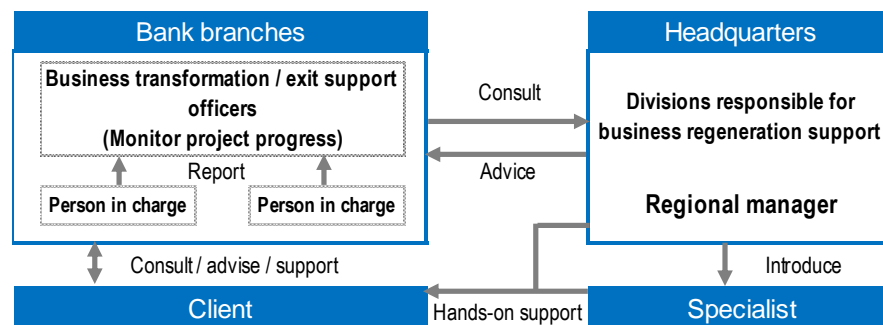 Bank branches
Business transformation / exit support
officers
(Monitor project progress)
Report
Person in charge
Person in charge
Consult
Advice
Headquarters
Divisions responsible for
business regeneration support
Regional manager
Consult / advise / support
Introduce
Client
Hands-on support
Specialist